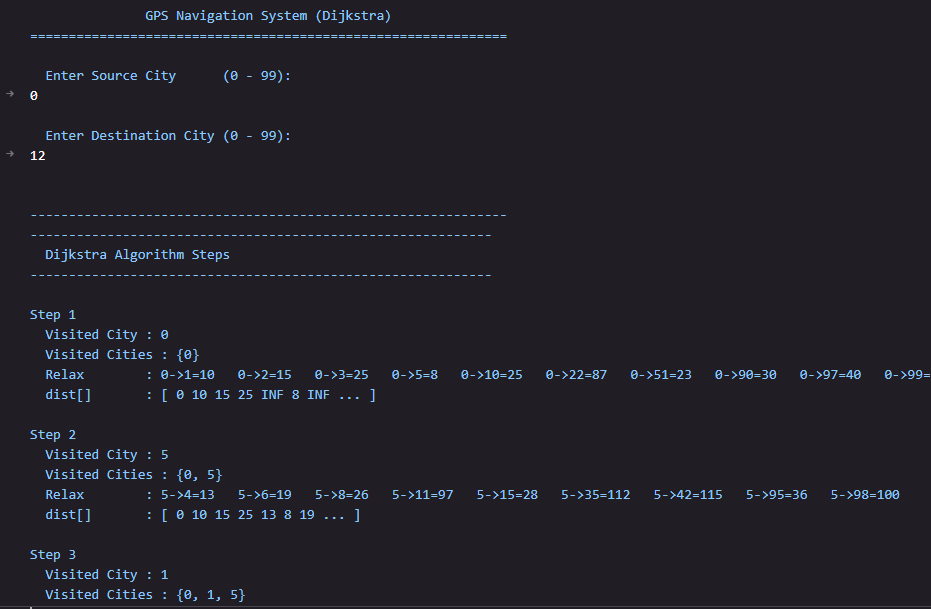 GPS Navigation System (Dijkstra)
==============================================================
Enter Source City      (0 - 99):
→ 0
Enter Destination City (0 - 99):
→ 12
--------------------------------------------------------------
------------------------------------------------------------
Dijkstra Algorithm Steps
------------------------------------------------------------
Step 1
Visited City : 0
Visited Cities : {0}
Relax        : 0->1=10   0->2=15   0->3=25   0->5=8   0->10=25   0->22=87   0->51=23   0->90=30   0->97=40   0->99=
dist[]       : [ 0 10 15 25 INF 8 INF ... ]
Step 2
Visited City : 5
Visited Cities : {0, 5}
Relax        : 5->4=13   5->6=19   5->8=26   5->11=97   5->15=28   5->35=112   5->42=115   5->95=36   5->98=100
dist[]       : [ 0 10 15 25 13 8 19 ... ]
Step 3
Visited City : 1
Visited Cities : {0, 1, 5}